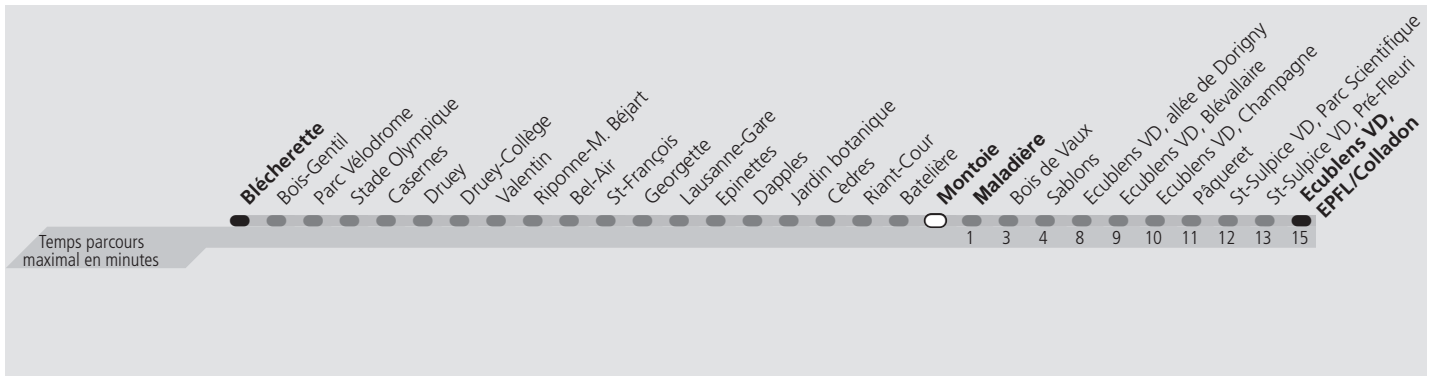 Blécherette
Bois-Gentil
Parc Vélodrome
Stade Olympique
Casernes
Druey
Druey-Collège
Valentin
Riponne-M. Béjart
Bel-Air
St-François
Georgette
Lausanne-Gare
Epinettes
Dapples
Jardin botanique
Cèdres
Riant-Cour
Batelière
Montoie
Maladière
Bois de Vaux
Sablons
Ecublens VD, allée de Dorigny
Ecublens VD, Blévallaire
Ecublens VD, Champagne
Pâqueret
St-Sulpice VD, Parc Scientifique
St-Sulpice VD, Pré-Fleuri
Ecublens VD,
EPFL/Colladon
Temps parcours
maximal en minutes
1 3 4 8 9 10 11 12 13 15